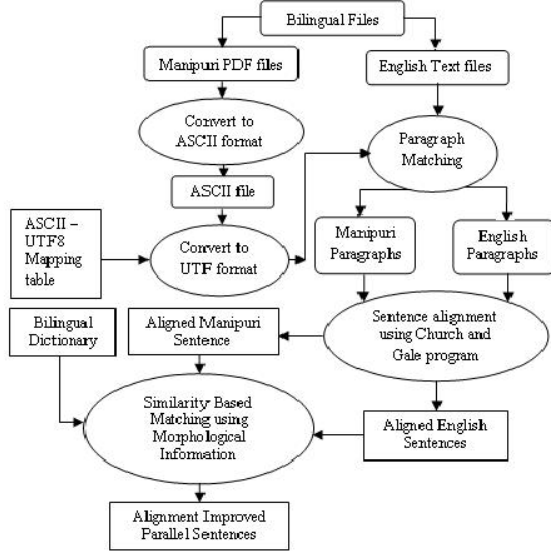 Bilingual Files
Manipuri PDF files
English Text files
Convert to
ASCII format
Paragraph
Matching
ASCII file
ASCII –
UTF8
Mapping
table
Convert to
UTF format
Manipuri
Paragraphs
English
Paragraphs
Bilingual
Dictionary
Aligned Manipuri
Sentence
Sentence alignment
using Church and
Gale program
Similarity Based
Matching using
Morphological
Information
Aligned English
Sentences
Alignment Improved
Parallel Sentences